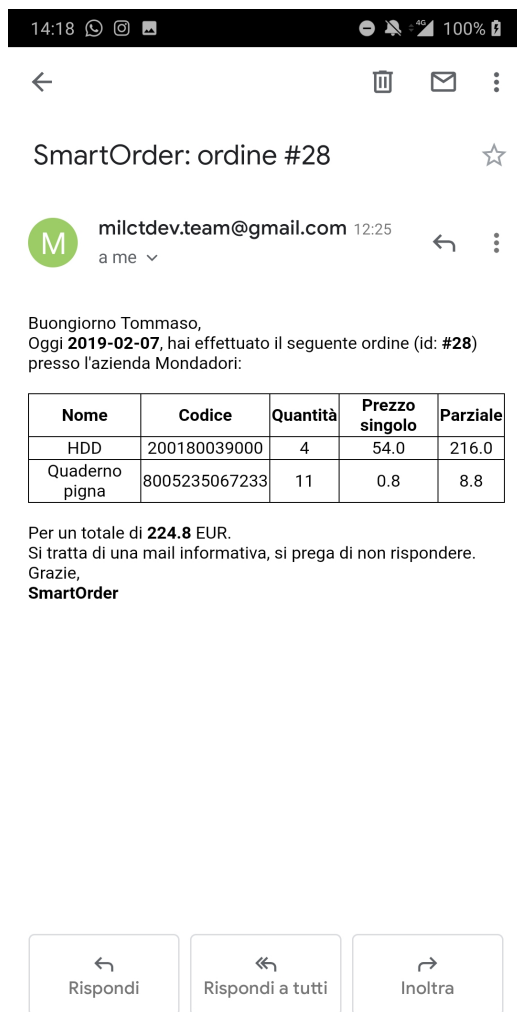 14:18 4G 100%
SmartOrder: ordine #28
M
milctdev.team@gmail.com 12:25
a me
Buongiorno Tommaso,
Oggi 2019-02-07, hai effettuato il seguente ordine (id: #28)
presso l'azienda Mondadori:
Nome Codice Quantità Prezzo singolo Parziale
HDD 200180039000 4 54.0 216.0
Quaderno pigna 8005235067233 11 0.8 8.8
Per un totale di 224.8 EUR.
Si tratta di una mail informativa, si prega di non rispondere.
Grazie,
SmartOrder
Rispondi Rispondi a tutti Inoltra